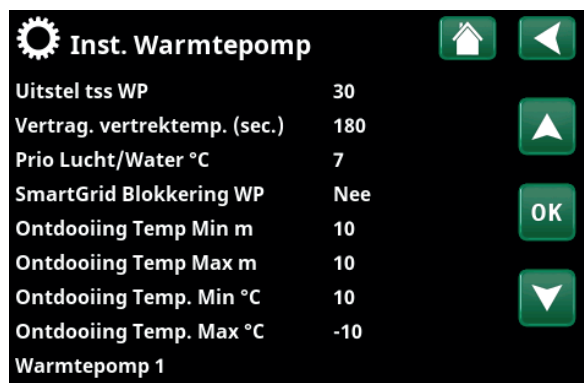 Inst. Warmtepomp
Uitstel tss WP 30
Vertrag. vertrektemp. (sec.) 180
Prio Lucht/Water °C 7
SmartGrid Blokkering WP Nee
Ontdooiing Temp Min m 10
OK
Ontdooiing Temp Max m 10
Ontdooiing Temp. Min °C 10
Ontdooiing Temp. Max °C -10
Warmtepomp 1